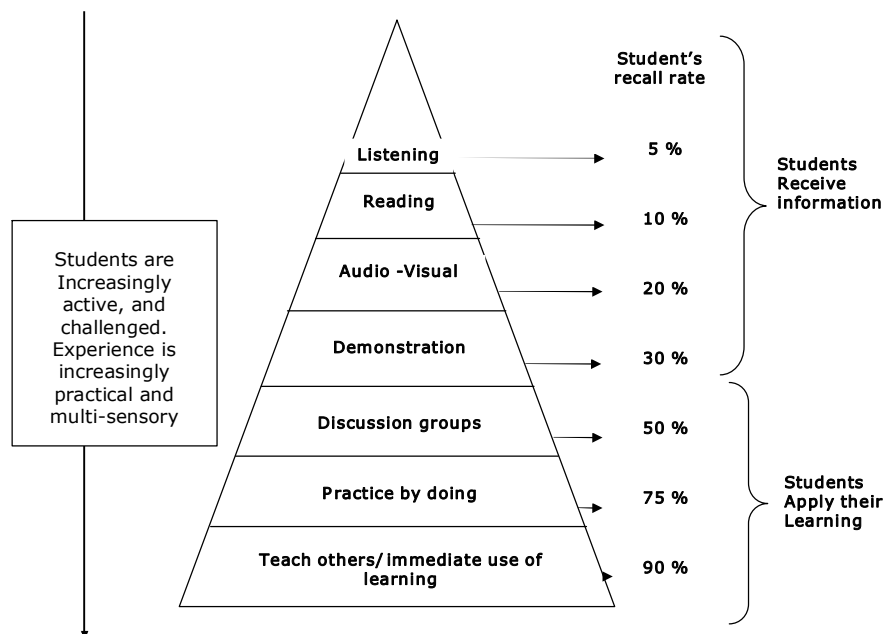 Student's
recall rate
Listening
5 %
Reading
10 %
Audio -Visual
20 %
Demonstration
30 %
Discussion groups
50 %
Practice by doing
75 %
Teach others/ immediate use of
learning
90 %
Students
Receive
information
Students
Apply their
Learning
Students are
Increasingly
active, and
challenged.
Experience is
increasingly
practical and
multi-sensory